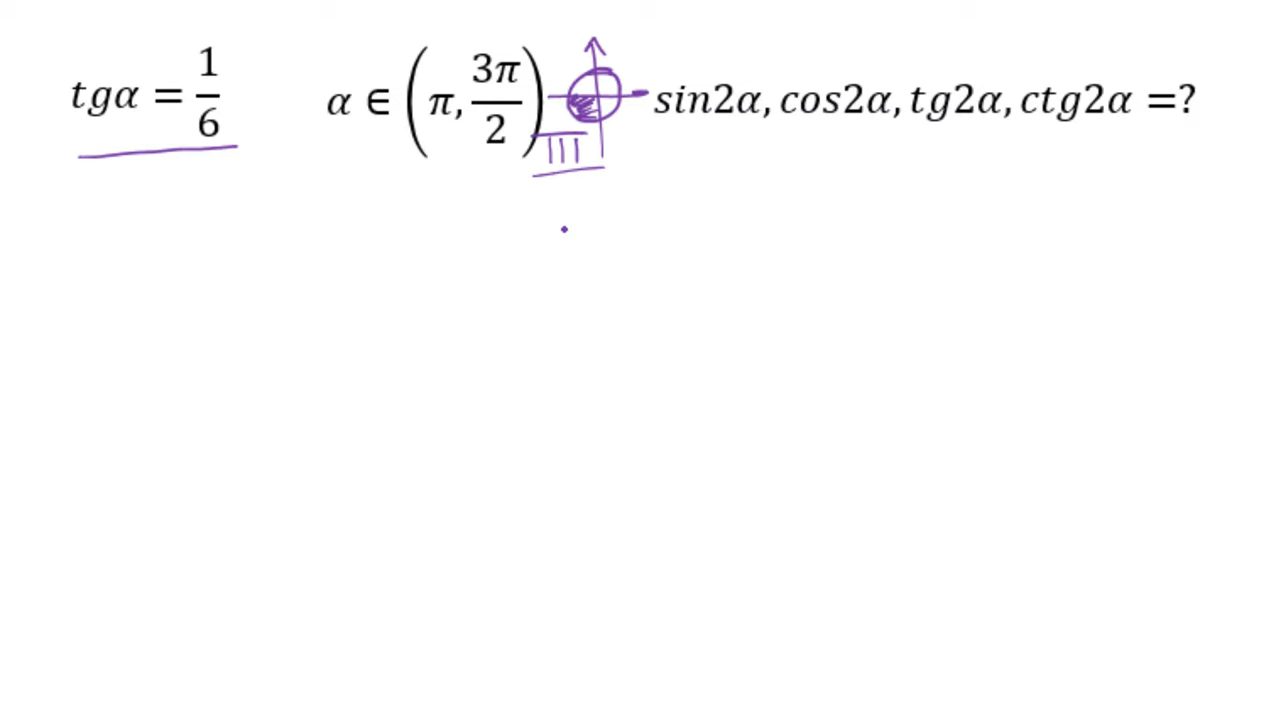 tgα = 1/6 α ∈ (π, 3π/2) sin2α, cos2α, tg2α, ctg2α =?
III